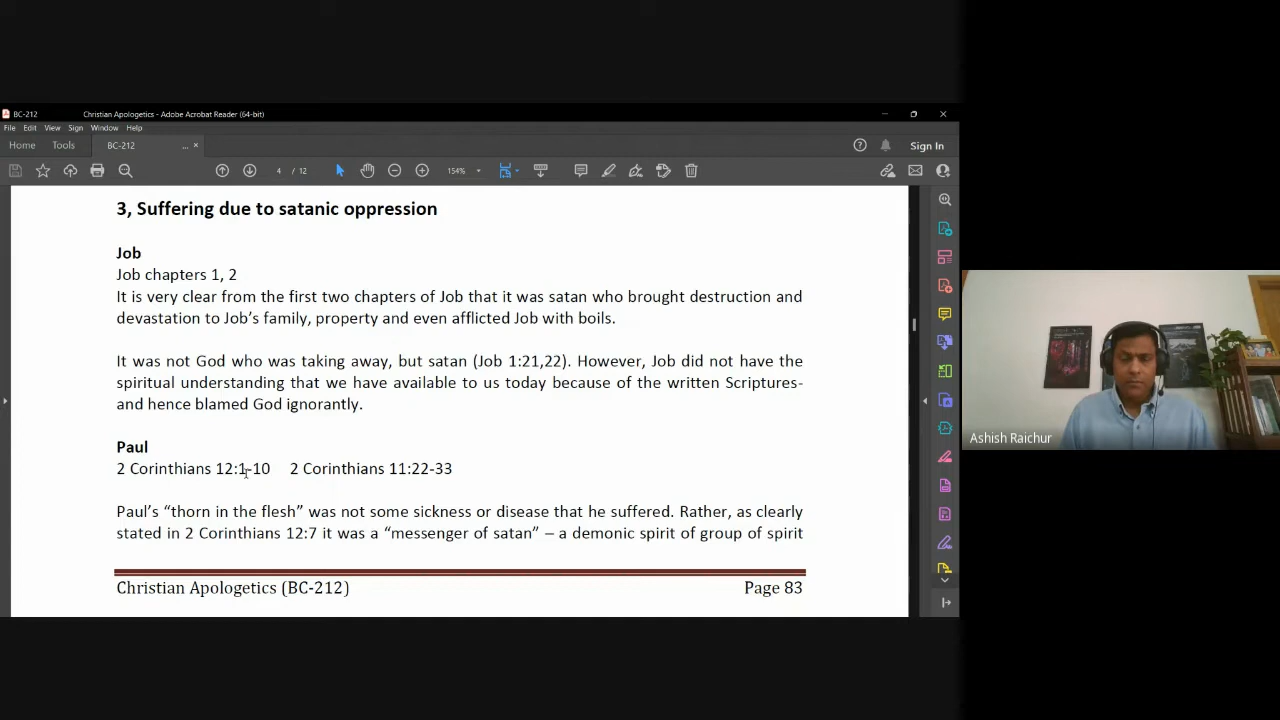 BC-212
Christian Apologetics - Adobe Acrobat Reader (64-bit)
File Edit View Sign Window Help
Home Tools BC-212 ... × Sign In
4 / 12 154%
3, Suffering due to satanic oppression
Job
Job chapters 1, 2
It is very clear from the first two chapters of Job that it was satan who brought destruction and
devastation to Job’s family, property and even afflicted Job with boils.
It was not God who was taking away, but satan (Job 1:21,22). However, Job did not have the
spiritual understanding that we have available to us today because of the written Scriptures-
and hence blamed God ignorantly.
Paul
2 Corinthians 12:1-10 2 Corinthians 11:22-33
Paul’s “thorn in the flesh” was not some sickness or disease that he suffered. Rather, as clearly
stated in 2 Corinthians 12:7 it was a “messenger of satan” – a demonic spirit of group of spirit
Christian Apologetics (BC-212) Page 83
Ashish Raichur